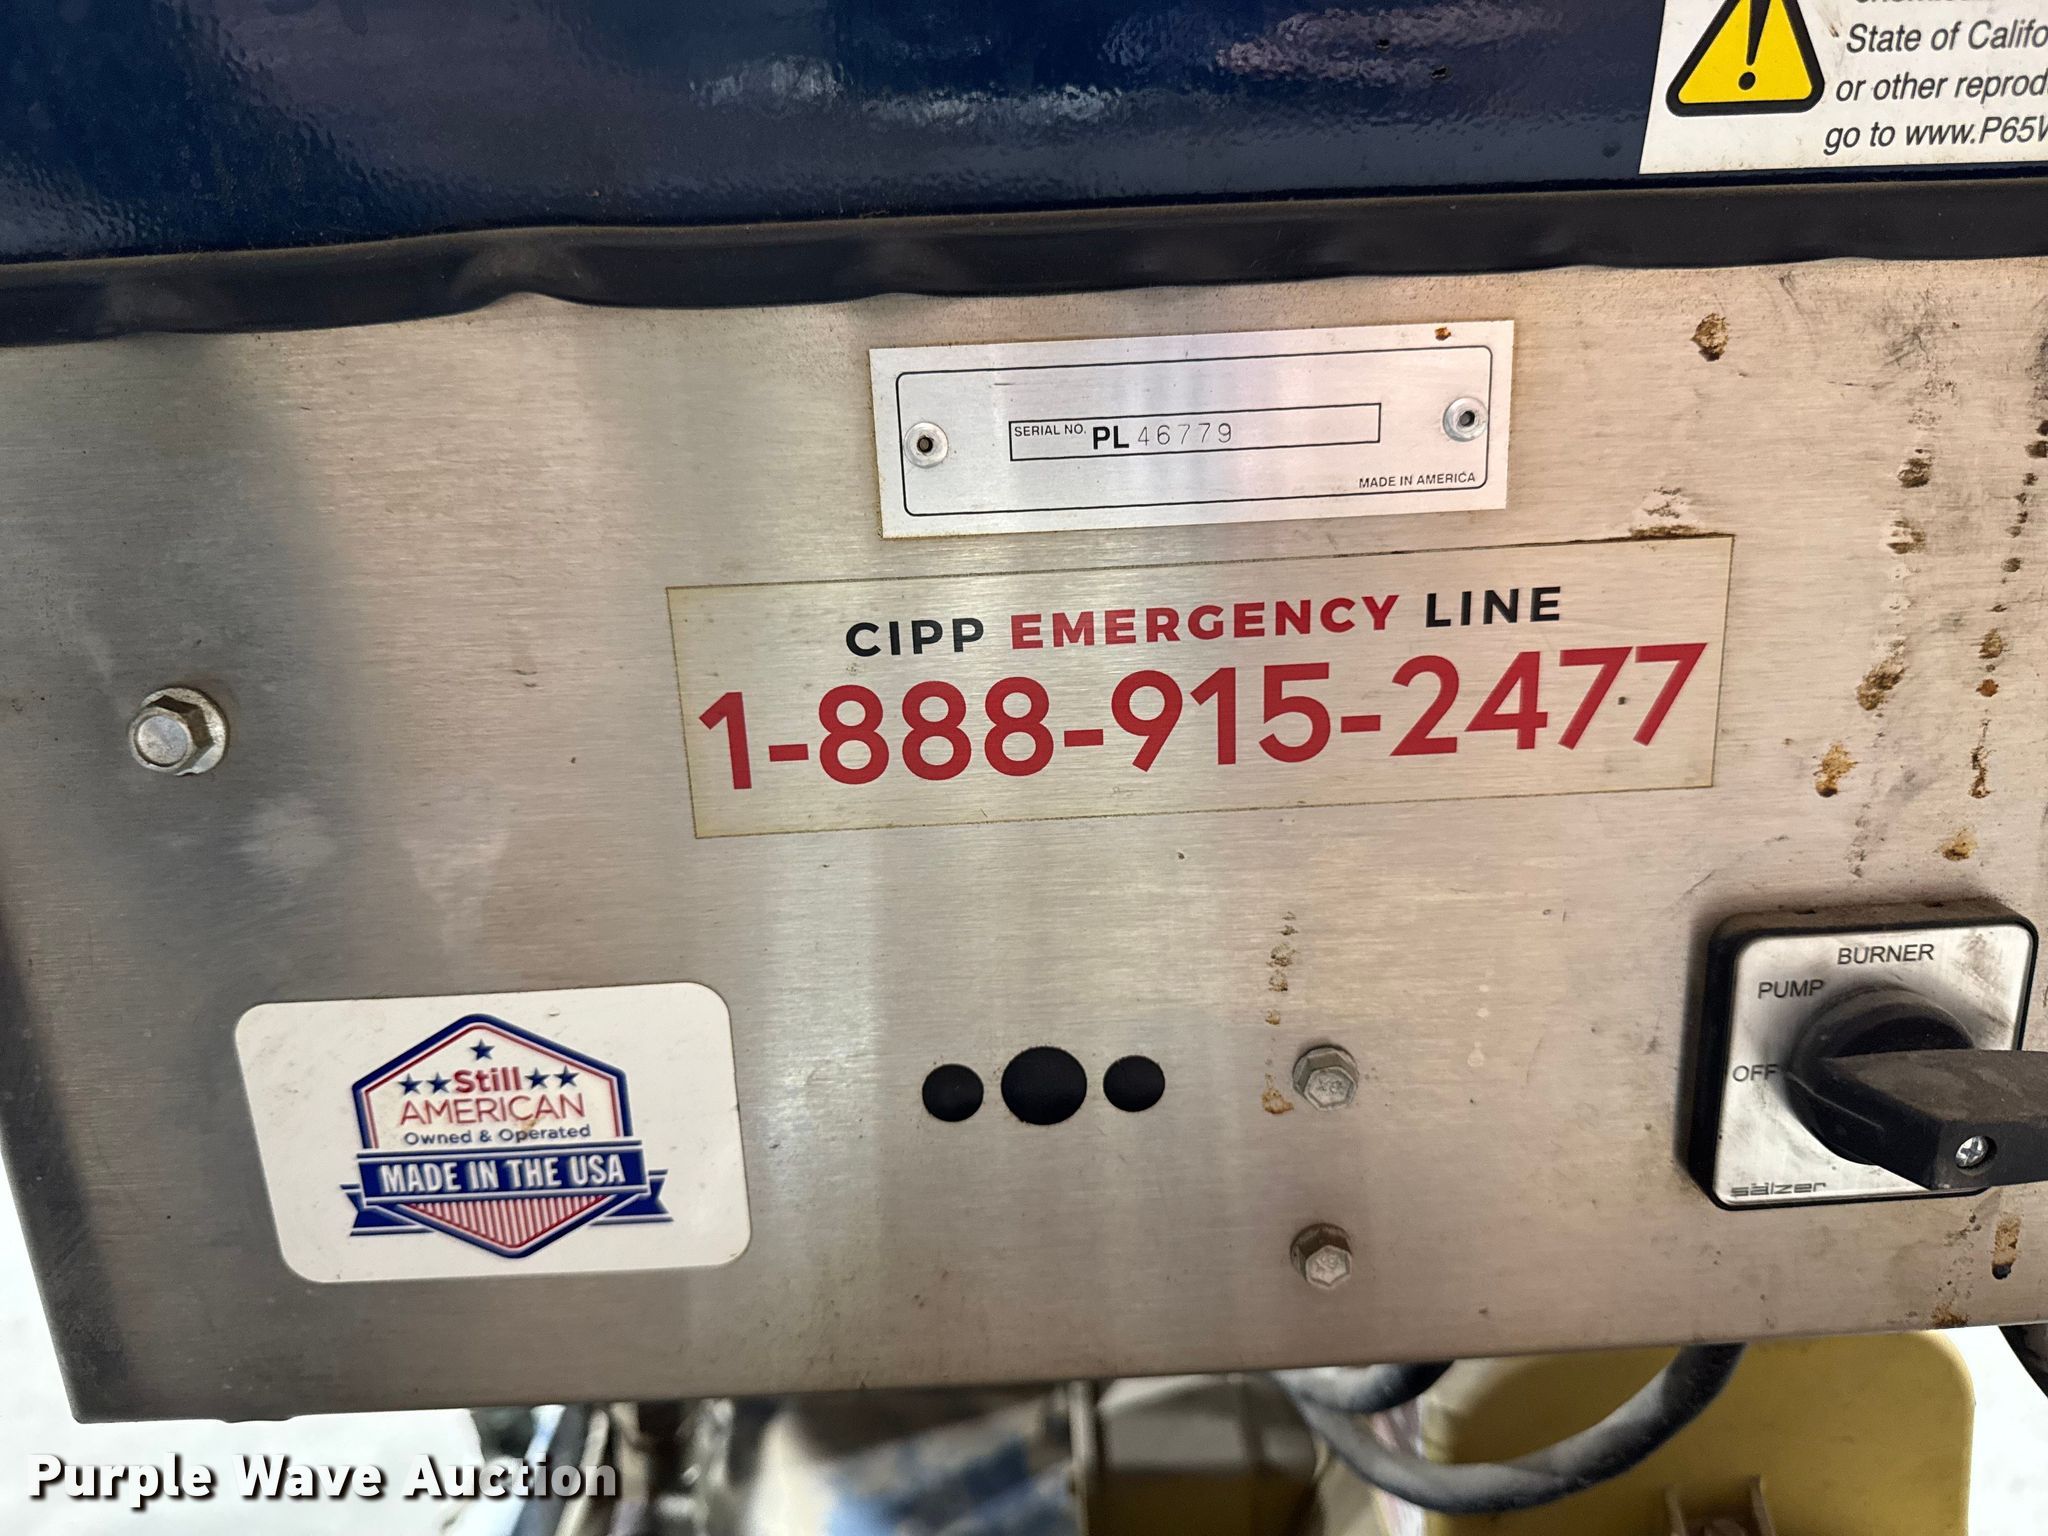 State of Califo
or other reprod
go to www.P65W
SERIAL NO. PL 46779
MADE IN AMERICA
CIPP EMERGENCY LINE
1-888-915-2477
BURNER
PUMP
OFF
sälzer
Still
AMERICAN
Owned & Operated
MADE IN THE USA
Purple Wave Auction